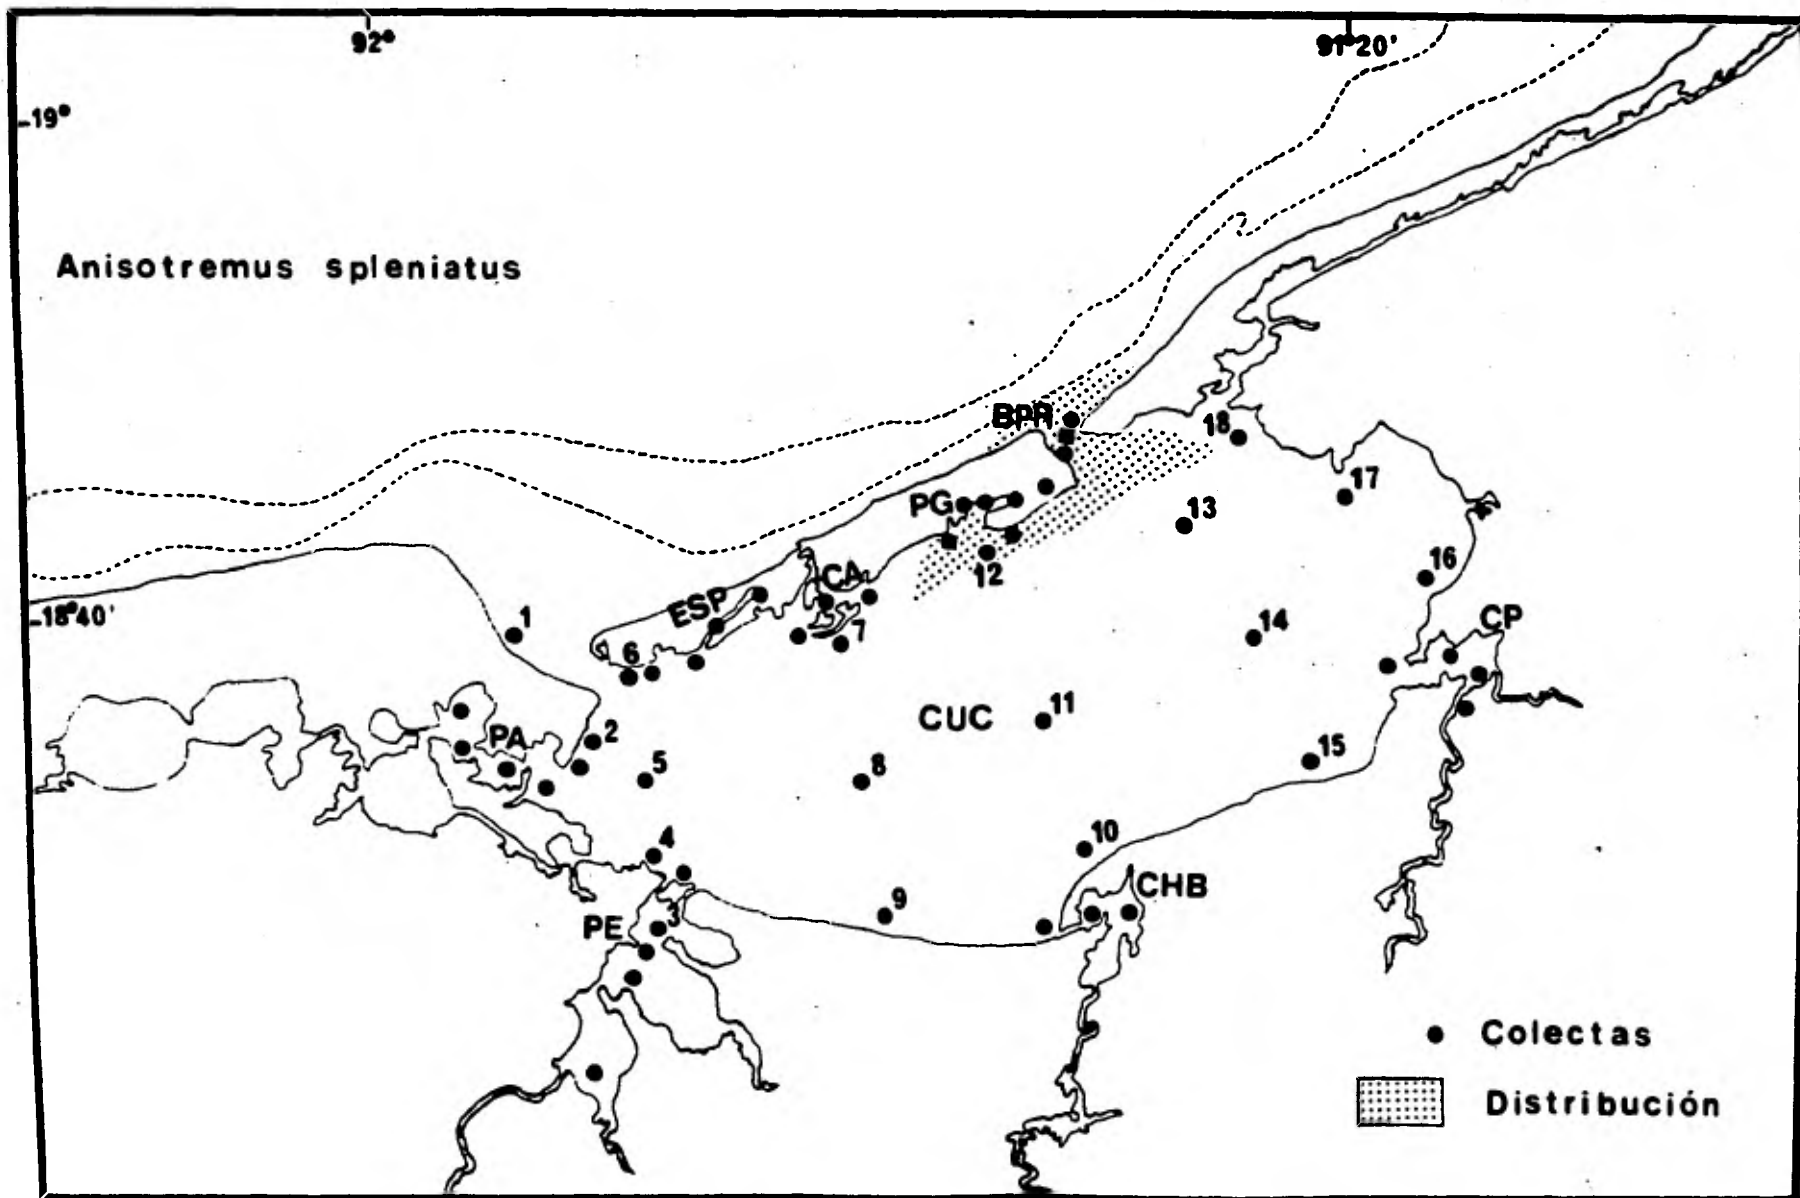 92°
91°20'
19°
Anisotremus spleniatus
BPR
18
17
PG
13
12
16
CA
ESP
18°40'
1
7
14
CP
6
11
CUC
2
PA
5
8
15
4
10
CHB
9
3
PE
Colectas
Distribución